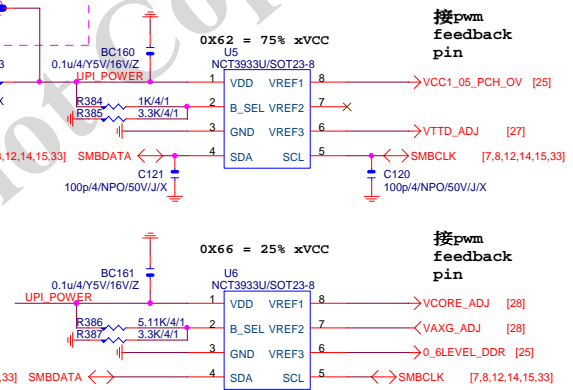 接pwm
feedback
pin
0X62 = 75% xVCC
BC160
0.1u/4/Y5V/16V/Z
UPI_POWER
U5
NCT3933U/SOT23-8
1 VDD VREF1 8 VCC1_05_PCH_OV [25]
R384 1K/4/1 2 B_SEL VREF2 7
R385 3.3K/4/1
3 GND VREF3 6 VTTD_ADJ [27]
,12,14,15,33] SMBDATA 4 SDA SCL 5 SMBCLK [7,8,12,14,15,33]
C121
100p/4/NPO/50V/J/X
C120
100p/4/NPO/50V/J/X
接pwm
feedback
pin
0X66 = 25% xVCC
BC161
0.1u/4/Y5V/16V/Z
UPI_POWER
U6
NCT3933U/SOT23-8
1 VDD VREF1 8 VCORE_ADJ [28]
R386 5.11K/4/1 2 B_SEL VREF2 7 VAXG_ADJ [28]
R387 3.3K/4/1
3 GND VREF3 6 0_6LEVEL_DDR [25]
33] SMBDATA 4 SDA SCL 5 SMBCLK [7,8,12,14,15,33]